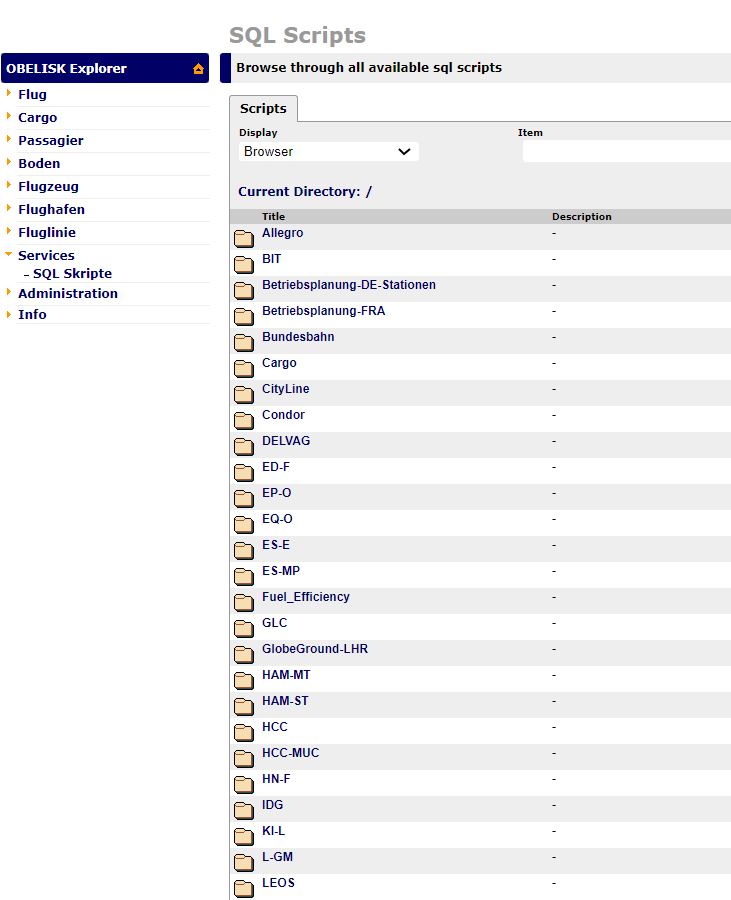 SQL Scripts
OBELISK Explorer
Flug
Cargo
Passagier
Boden
Flugzeug
Flughafen
Fluglinie
Services
– SQL Skripte
Administration
Info
Browse through all available sql scripts
Scripts
Display Item
Browser
Current Directory: /
Title Description
Allegro -
BIT -
Betriebsplanung-DE-Stationen -
Betriebsplanung-FRA -
Bundesbahn -
Cargo -
CityLine -
Condor -
DELVAG -
ED-F -
EP-O -
EQ-O -
ES-E -
ES-MP -
Fuel_Efficiency -
GLC -
GlobeGround-LHR -
HAM-MT -
HAM-ST -
HCC -
HCC-MUC -
HN-F -
IDG -
KI-L -
L-GM -
LEOS -